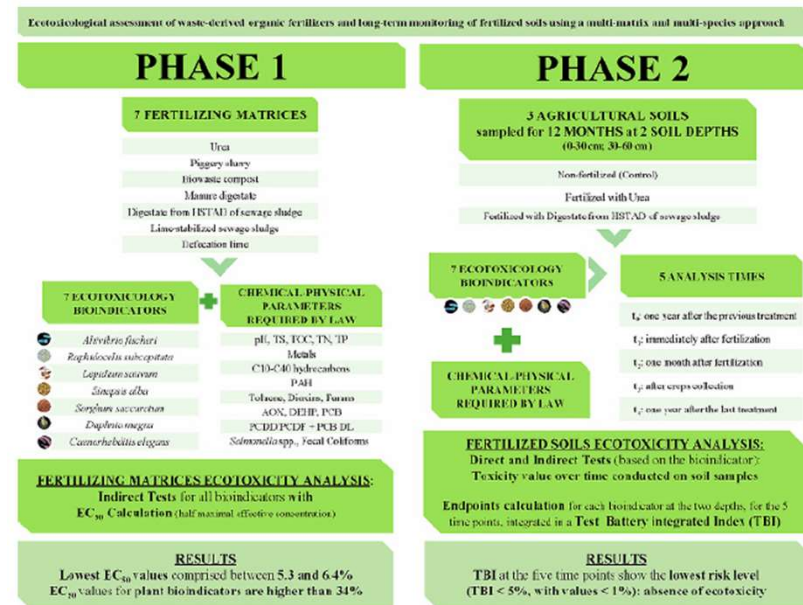 Ecotoxicological assessment of waste-derived organic fertilizers and long-term monitoring of fertilized soils using a multi-matrix and multi-species approach
PHASE 1
7 FERTILIZING MATRICES
Urea
Piggery slurry
Biowaste compost
Manure digestate
Digestate from HSTAD of sewage sludge
Lime-stabilized sewage sludge
Defecation lime
7 ECOTOXICOLOGY
BIOINDICATORS
Aliivibrio fischeri
Raphidocelis subcapitata
Lepidium sativum
Sinapis alba
Sorghum saccaratum
Daphnia magna
Caenorhabditis elegans
CHEMICAL-PHYSICAL
PARAMETERS
REQUIRED BY LAW
pH, TS, TOC, TN, TP
Metals
C10-C40 hydrocarbons
PAH
Toluene, Dioxins, Furans
AOX, DEHP, PCB
PCDD/PCDF + PCB DL
Salmonella spp., Fecal Coliforms
FERTILIZING MATRICES ECOTOXICITY ANALYSIS:
Indirect Tests for all bioindicators with
EC50 Calculation (half maximal effective concentration)
RESULTS
Lowest EC50 values comprised between 5.3 and 6.4%
EC50 values for plant bioindicators are higher than 34%
PHASE 2
3 AGRICULTURAL SOILS
sampled for 12 MONTHS at 2 SOIL DEPTHS
(0-30 cm; 30-60 cm)
Non-fertilized (Control)
Fertilized with Urea
Fertilized with Digestate from HSTAD of sewage sludge
7 ECOTOXICOLOGY
BIOINDICATORS
CHEMICAL-PHYSICAL
PARAMETERS
REQUIRED BY LAW
5 ANALYSIS TIMES
one year after the previous treatment
immediately after fertilization
one month after fertilization
after crops collection
one year after the last treatment
FERTILIZED SOILS ECOTOXICITY ANALYSIS:
Direct and Indirect Tests (based on the bioindicator):
Toxicity value over time conducted on soil samples
Endpoints calculation for each bioindicator at the two depths, for the 5
time points, integrated in a Test Battery integrated Index (TBI)
RESULTS
TBI at the five time points show the lowest risk level
(TBI < 5%, with values < 1%): absence of ecotoxicity